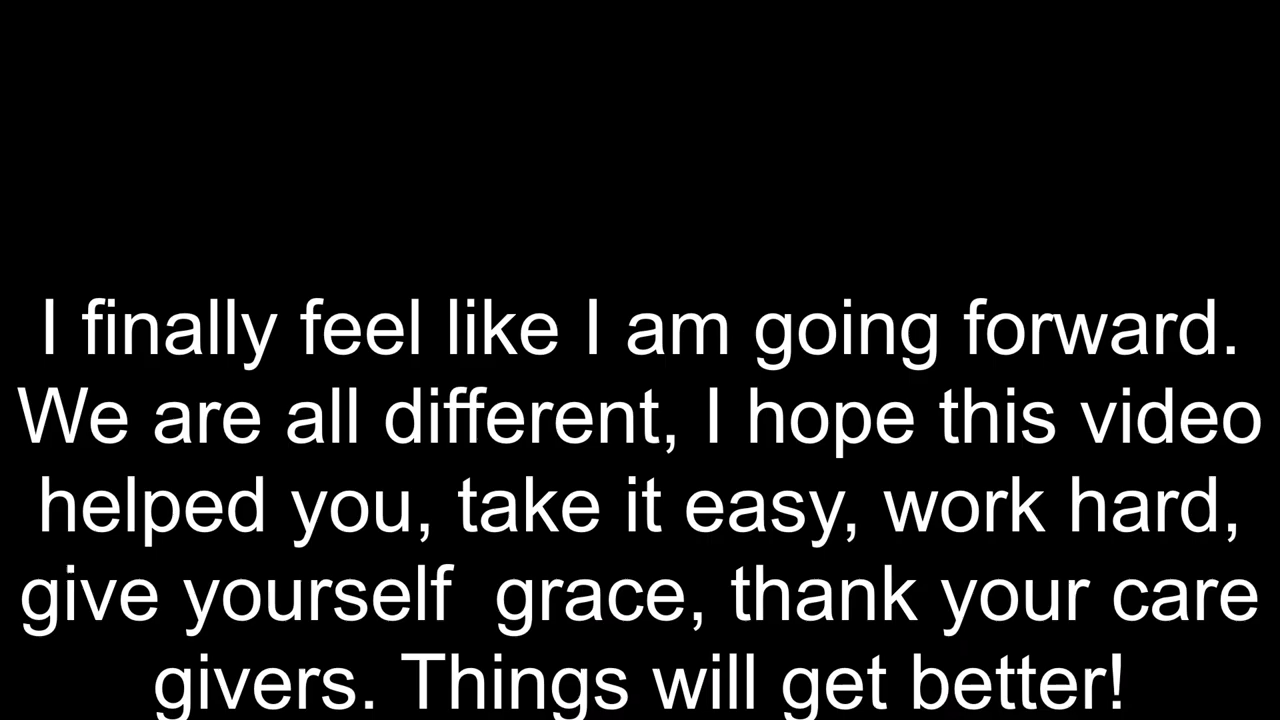 I finally feel like I am going forward.
We are all different, I hope this video
helped you, take it easy, work hard,
give yourself  grace, thank your care
givers. Things will get better!